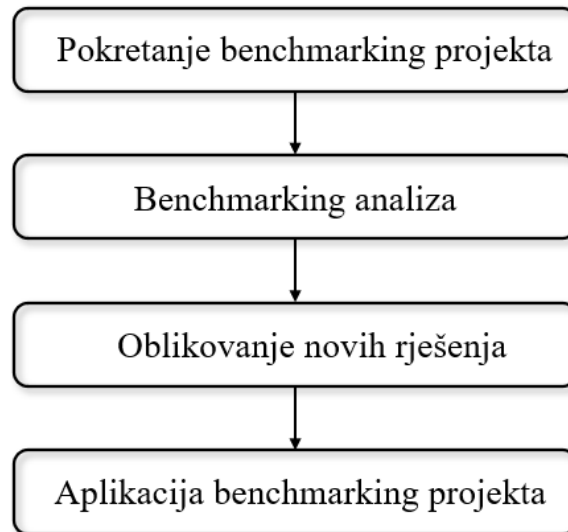 Pokretanje benchmarking projekta
Benchmarking analiza
Oblikovanje novih rješenja
Aplikacija benchmarking projekta